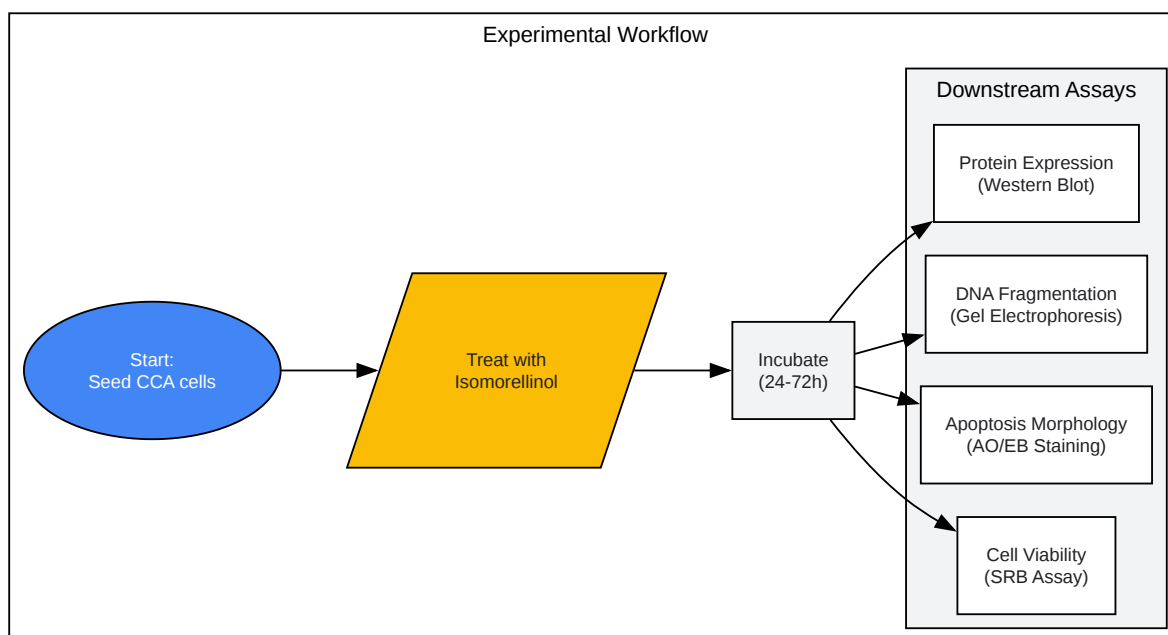 Experimental Workflow
Downstream Assays
Protein Expression
(Western Blot)
DNA Fragmentation
(Gel Electrophoresis)
Start:
Seed CCA cells
Treat with
Isomorellinol
Incubate
(24-72h)
Apoptosis Morphology
(AO/EB Staining)
Cell Viability
(SRB Assay)